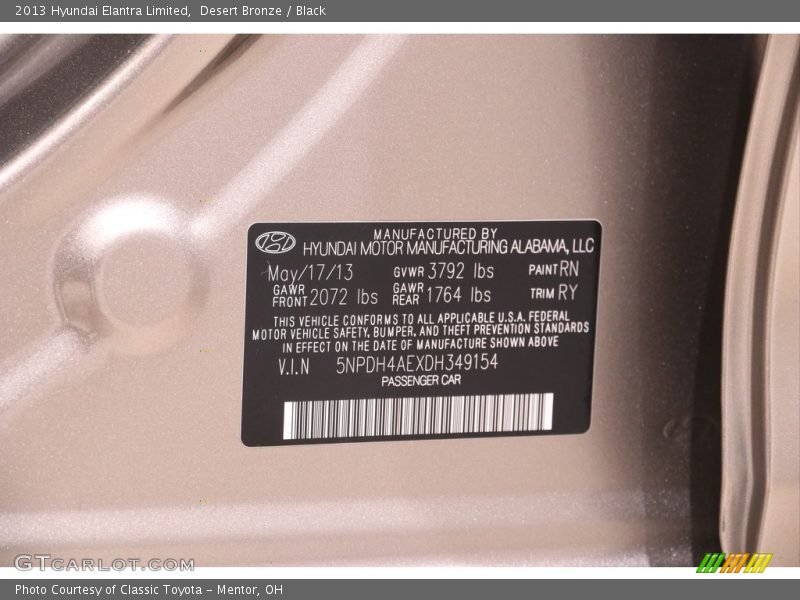 2013 Hyundai Elantra Limited,  Desert Bronze / Black
MANUFACTURED BY
HYUNDAI MOTOR MANUFACTURING ALABAMA, LLC
May/17/13 GVWR 3792 lbs PAINT RN
GAWR FRONT 2072 lbs GAWR REAR 1764 lbs TRIM RY
THIS VEHICLE CONFORMS TO ALL APPLICABLE U.S.A. FEDERAL
MOTOR VEHICLE SAFETY, BUMPER, AND THEFT PREVENTION STANDARDS
IN EFFECT ON THE DATE OF MANUFACTURE SHOWN ABOVE
V.I.N 5NPDH4AEXDH349154
PASSENGER CAR
GTCARLOT.COM
Photo Courtesy of Classic Toyota - Mentor, OH